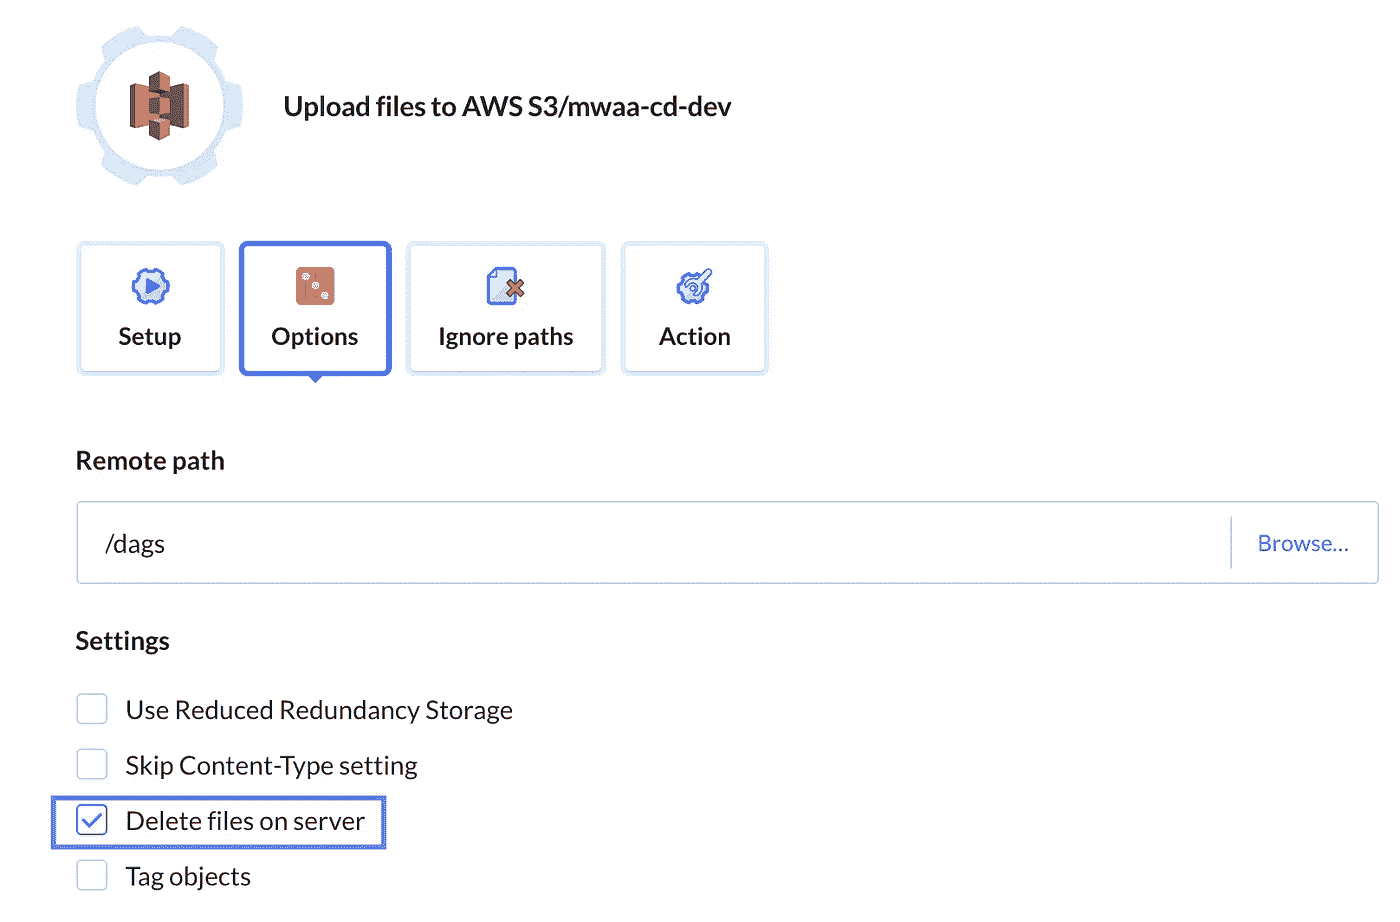 Upload files to AWS S3/mwaa-cd-dev
Setup
Options
Ignore paths
Action
Remote path
/dags
Browse...
Settings
Use Reduced Redundancy Storage
Skip Content-Type setting
Delete files on server
Tag objects